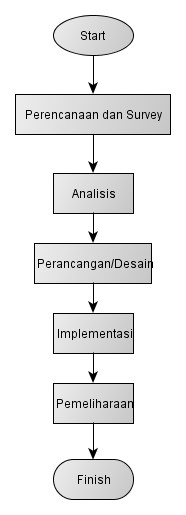 Start
Perencanaan dan Survey
Analisis
Perancangan/Desain
Implementasi
Pemeliharaan
Finish